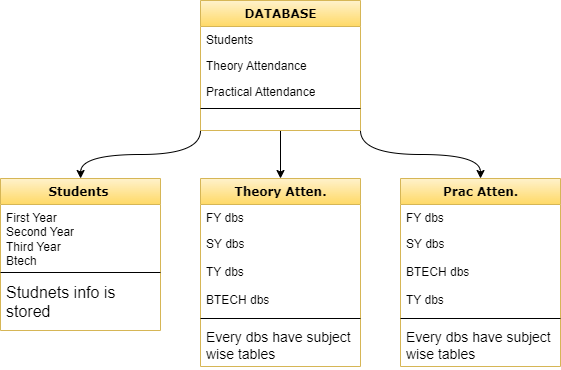 DATABASE
Students
Theory Attendance
Practical Attendance
Students
First Year
Second Year
Third Year
Btech
Studnets info is
stored
Theory Atten.
FY dbs
SY dbs
TY dbs
BTECH dbs
Every dbs have subject
wise tables
Prac Atten.
FY dbs
SY dbs
BTECH dbs
TY dbs
Every dbs have subject
wise tables